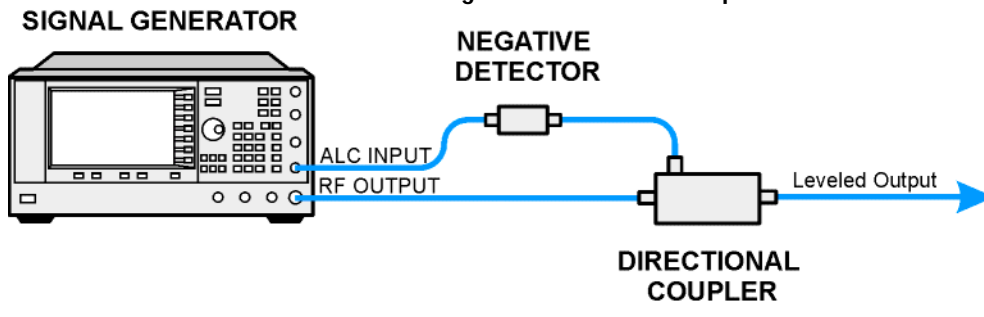 SIGNAL GENERATOR
NEGATIVE
DETECTOR
ALC INPUT
RF OUTPUT
Leveled Output
DIRECTIONAL
COUPLER